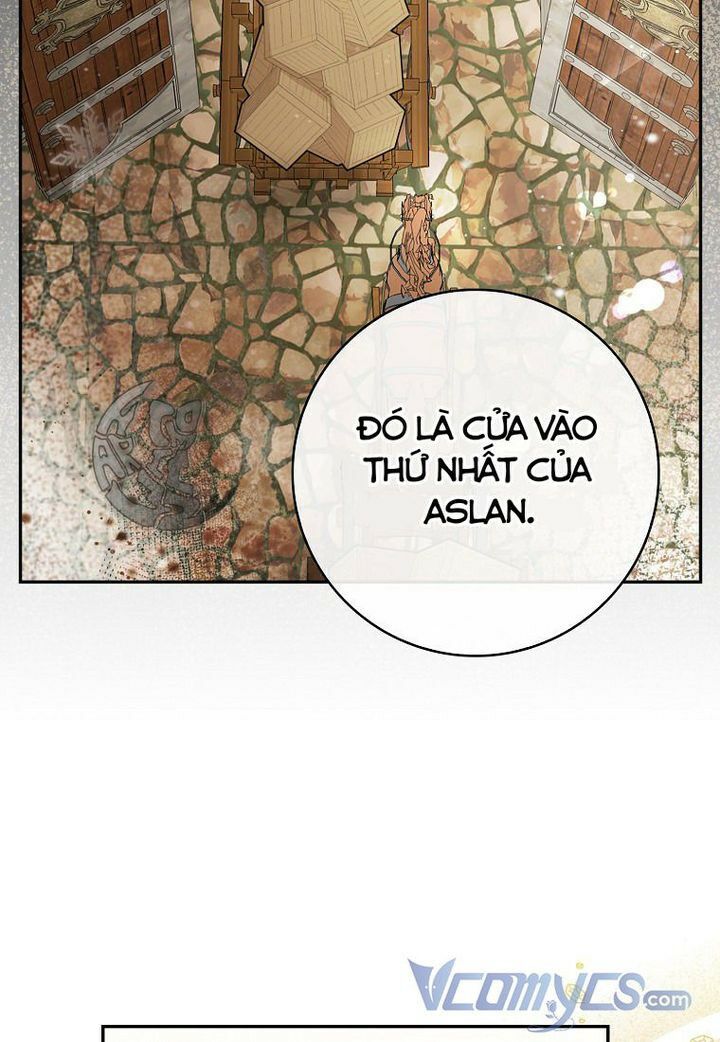 ĐÓ LÀ CỬA VÀO
THỨ NHẤT CỦA
ASLAN.
VCOMYCS.com